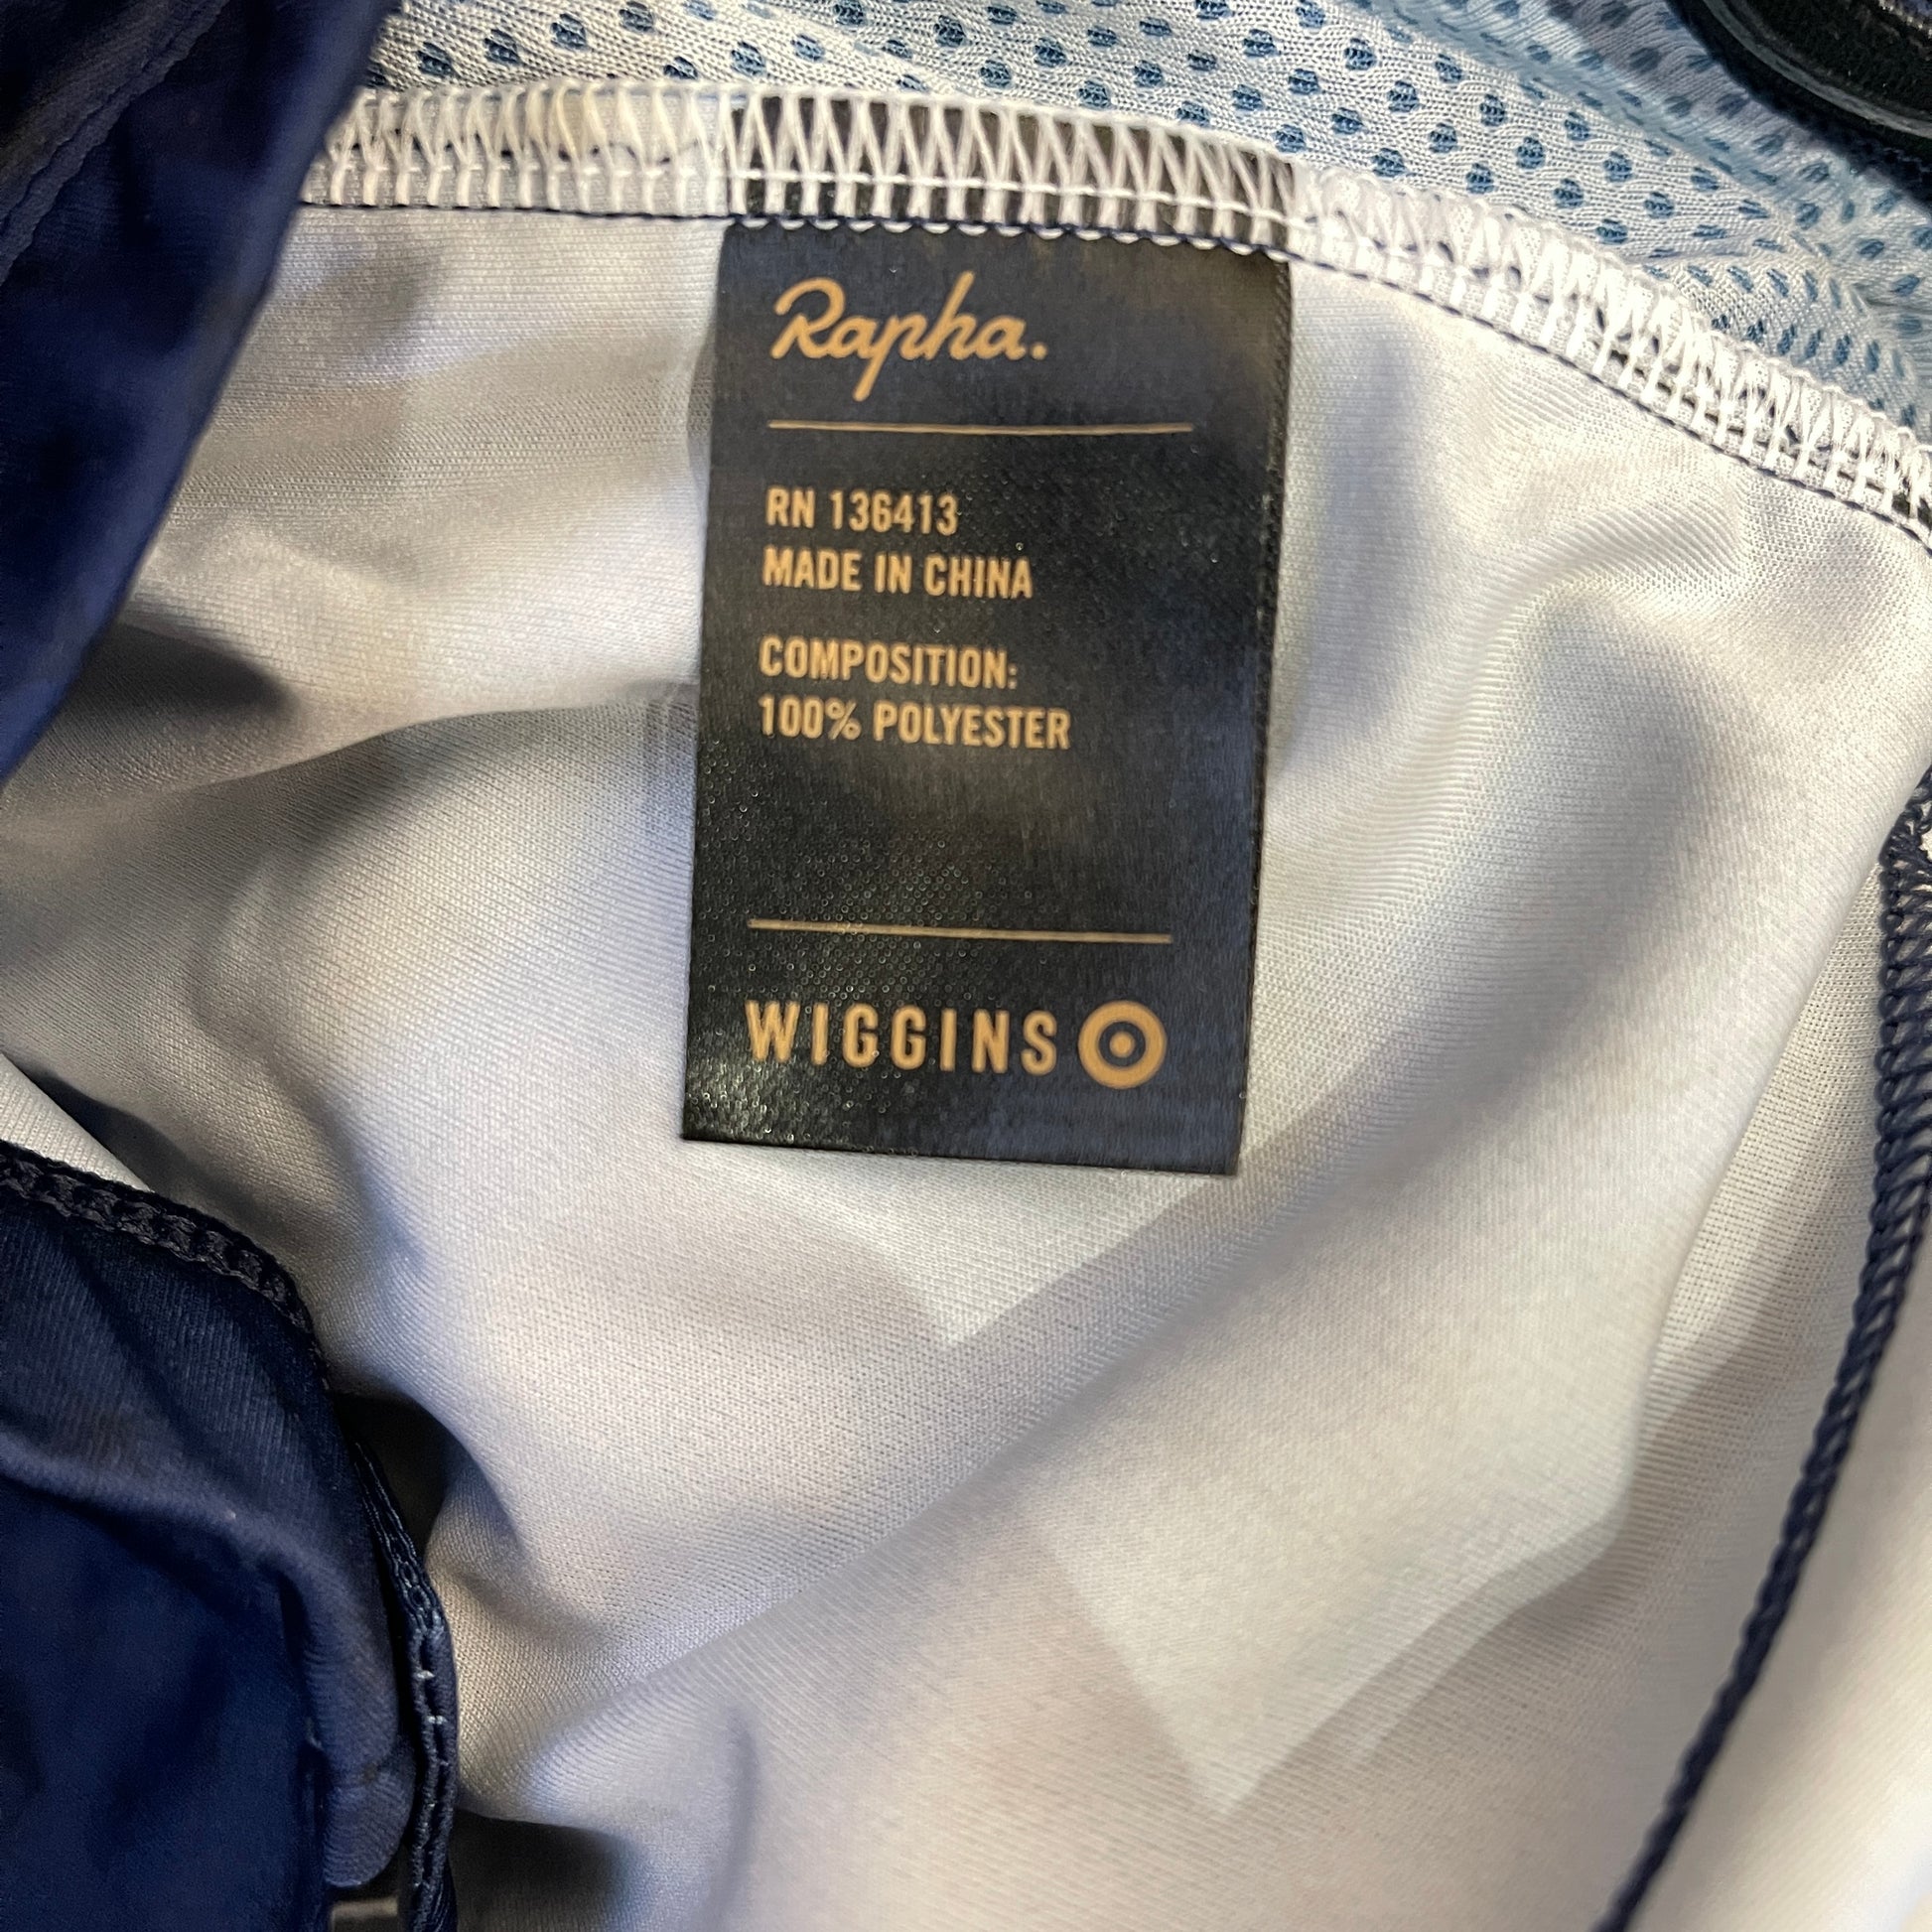 Rapha.
RN 136413
MADE IN CHINA
COMPOSITION:
100% POLYESTER
WIGGINS